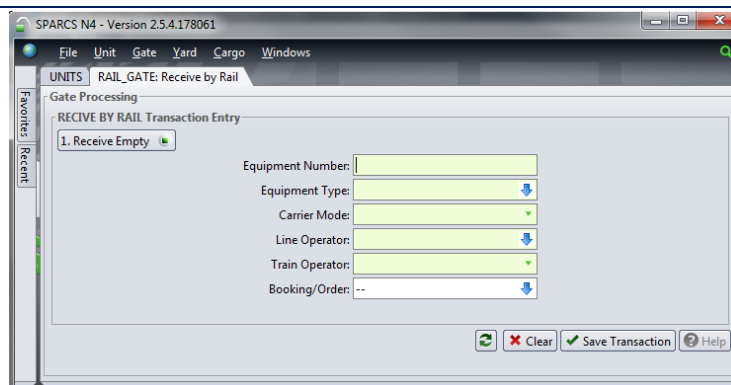 SPARCS N4 - Version 2.5.4.178061
File Unit Gate Yard Cargo Windows
UNITS RAIL_GATE: Receive by Rail
Favorites
Recent
Gate Processing
RECIVE BY RAIL Transaction Entry
1. Receive Empty
Equipment Number:
Equipment Type:
Carrier Mode:
Line Operator:
Train Operator:
Booking/Order: --
Clear Save Transaction Help